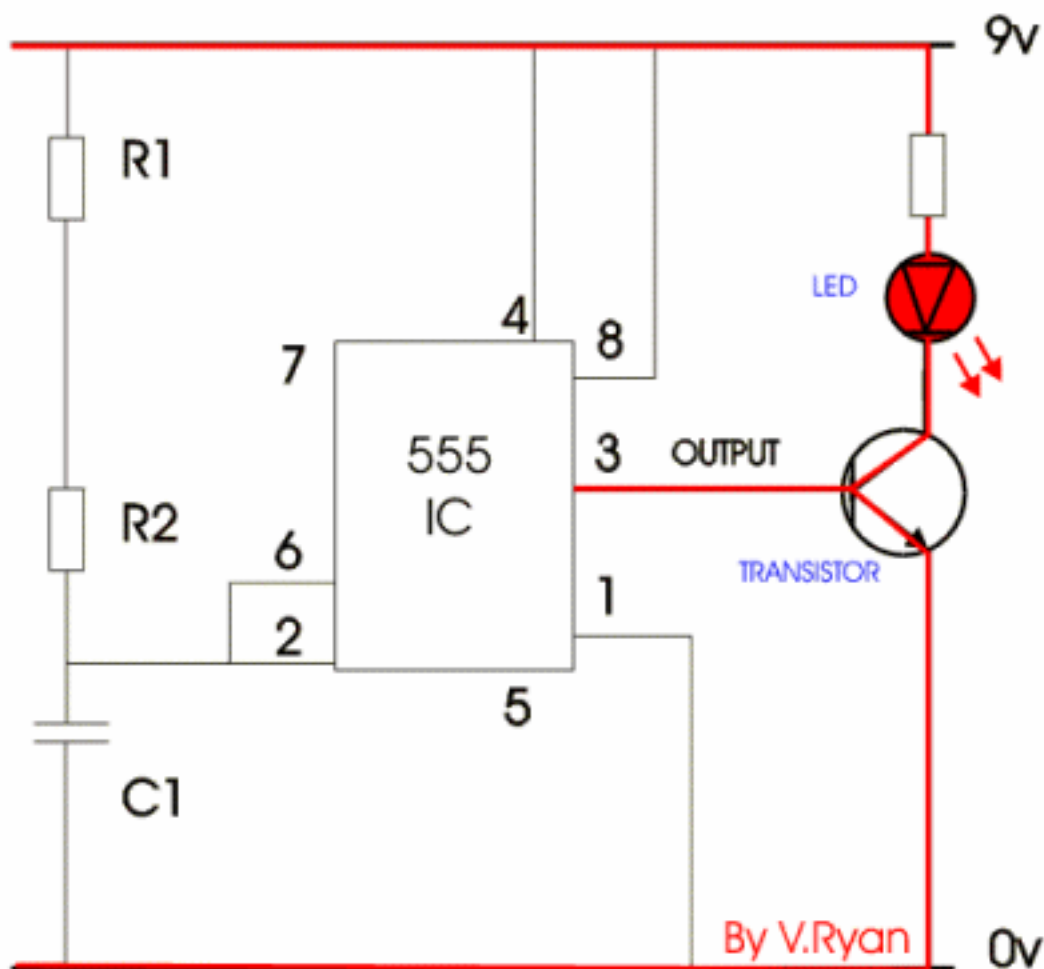 9v
R1
LED
4
8
7
555
IC
3
OUTPUT
R2
6
TRANSISTOR
1
2
5
C1
By V.Ryan
0v